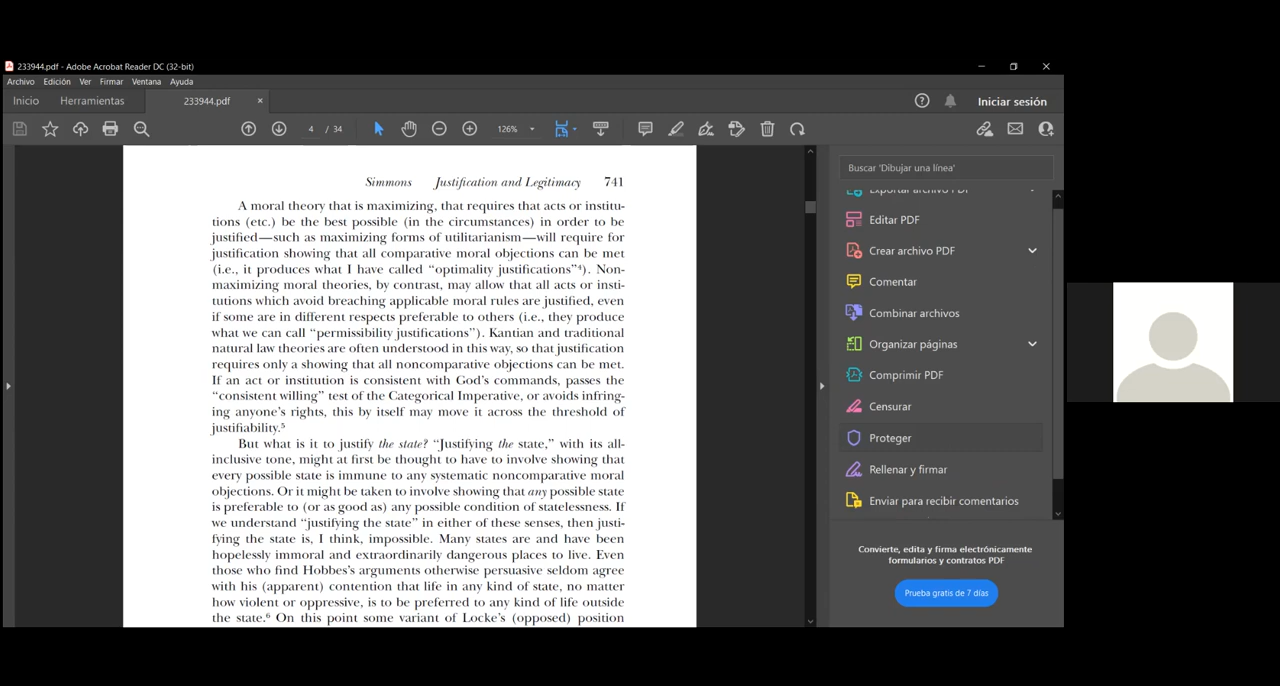 233944.pdf - Adobe Acrobat Reader DC (32-bit)
Archivo Edición Ver Firmar Ventana Ayuda
Inicio Herramientas 233944.pdf × Iniciar sesión
4 / 34 126%
Simmons Justification and Legitimacy 741
A moral theory that is maximizing, that requires that acts or institu-
tions (etc.) be the best possible (in the circumstances) in order to be
justified—such as maximizing forms of utilitarianism—will require for
justification showing that all comparative moral objections can be met
(i.e., it produces what I have called “optimality justifications”⁴). Non-
maximizing moral theories, by contrast, may allow that all acts or insti-
tutions which avoid breaching applicable moral rules are justified, even
if some are in different respects preferable to others (i.e., they produce
what we can call “permissibility justifications”). Kantian and traditional
natural law theories are often understood in this way, so that justification
requires only a showing that all noncomparative objections can be met.
If an act or institution is consistent with God’s commands, passes the
“consistent willing” test of the Categorical Imperative, or avoids infring-
ing anyone’s rights, this by itself may move it across the threshold of
justifiability.⁵
But what is it to justify the state? “Justifying the state,” with its all-
inclusive tone, might at first be thought to have to involve showing that
every possible state is immune to any systematic noncomparative moral
objections. Or it might be taken to involve showing that any possible state
is preferable to (or as good as) any possible condition of statelessness. If
we understand “justifying the state” in either of these senses, then justi-
fying the state is, I think, impossible. Many states are and have been
hopelessly immoral and extraordinarily dangerous places to live. Even
those who find Hobbes’s arguments otherwise persuasive seldom agree
with his (apparent) contention that life in any kind of state, no matter
how violent or oppressive, is to be preferred to any kind of life outside
the state.⁶ On this point some variant of Locke’s (opposed) position
Buscar 'Dibujar una línea'
Exportar archivo PDF
Editar PDF
Crear archivo PDF
Comentar
Combinar archivos
Organizar páginas
Comprimir PDF
Censurar
Proteger
Rellenar y firmar
Enviar para recibir comentarios
Convierte, edita y firma electrónicamente
formularios y contratos PDF
Prueba gratis de 7 días